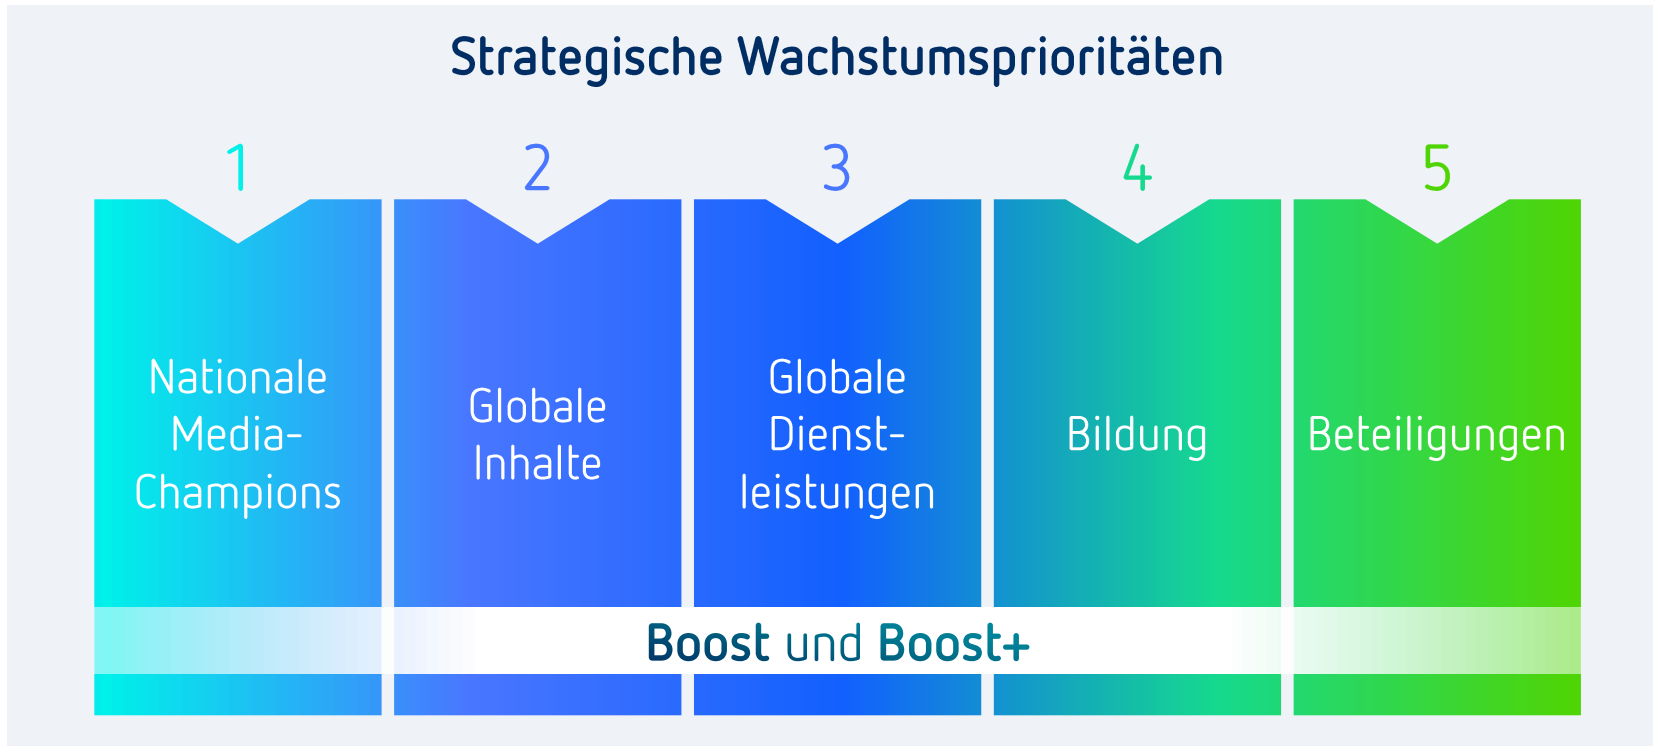 Strategische Wachstumsprioritäten
1
2
3
4
5
Nationale
Media-
Champions
Globale
Inhalte
Globale
Dienst-
leistungen
Bildung
Beteiligungen
Boost und Boost+